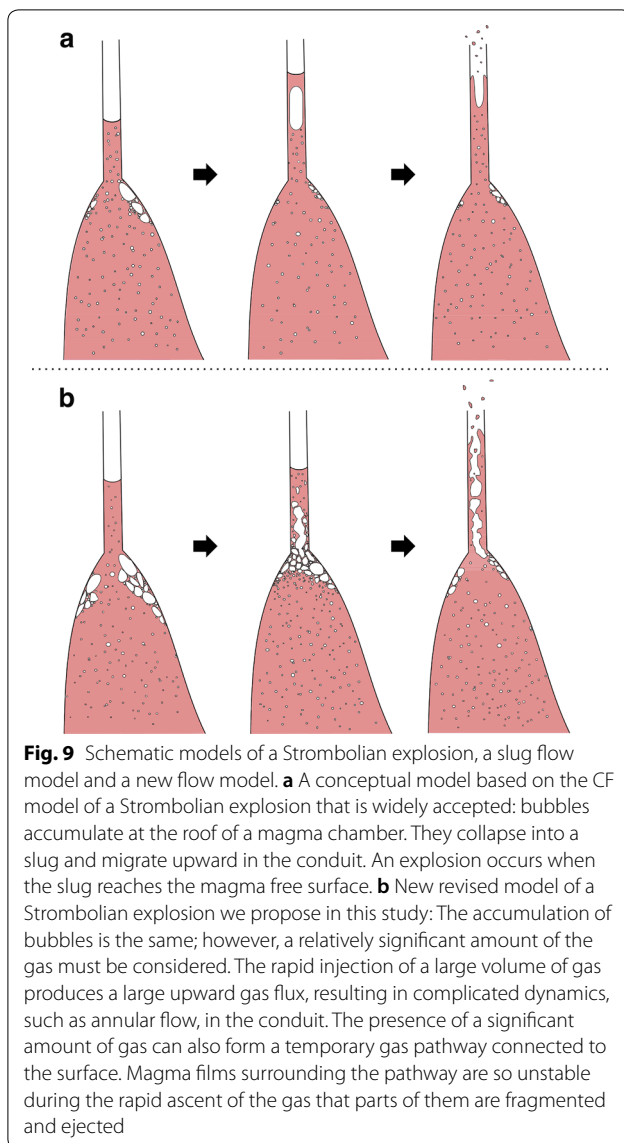 a
b
Fig. 9 Schematic models of a Strombolian explosion, a slug flow
model and a new flow model. a A conceptual model based on the CF
model of a Strombolian explosion that is widely accepted: bubbles
accumulate at the roof of a magma chamber. They collapse into a
slug and migrate upward in the conduit. An explosion occurs when
the slug reaches the magma free surface. b New revised model of a
Strombolian explosion we propose in this study: The accumulation of
bubbles is the same; however, a relatively significant amount of the
gas must be considered. The rapid injection of a large volume of gas
produces a large upward gas flux, resulting in complicated dynamics,
such as annular flow, in the conduit. The presence of a significant
amount of gas can also form a temporary gas pathway connected to
the surface. Magma films surrounding the pathway are so unstable
during the rapid ascent of the gas that parts of them are fragmented
and ejected